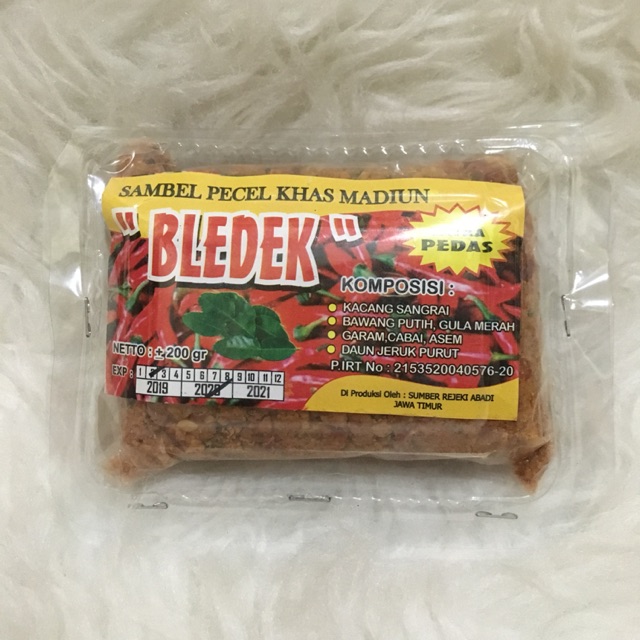 SAMBEL PECEL KHAS MADIUN
" BLEDEK "
PEDAS
KOMPOSISI :
KACANG SANGRAI
BAWANG PUTIH, GULA MERAH
GARAM,CABAI, ASEM
DAUN JERUK PURUT
P.IRT No : 2153520040576-20
NETTO : ± 200 gr
EXP : 1 3 4 5 6 7 8 9 10 11 12
2019 2020 2021
Di Produksi Oleh : SUMBER REJEKI ABADI
JAWA TIMUR